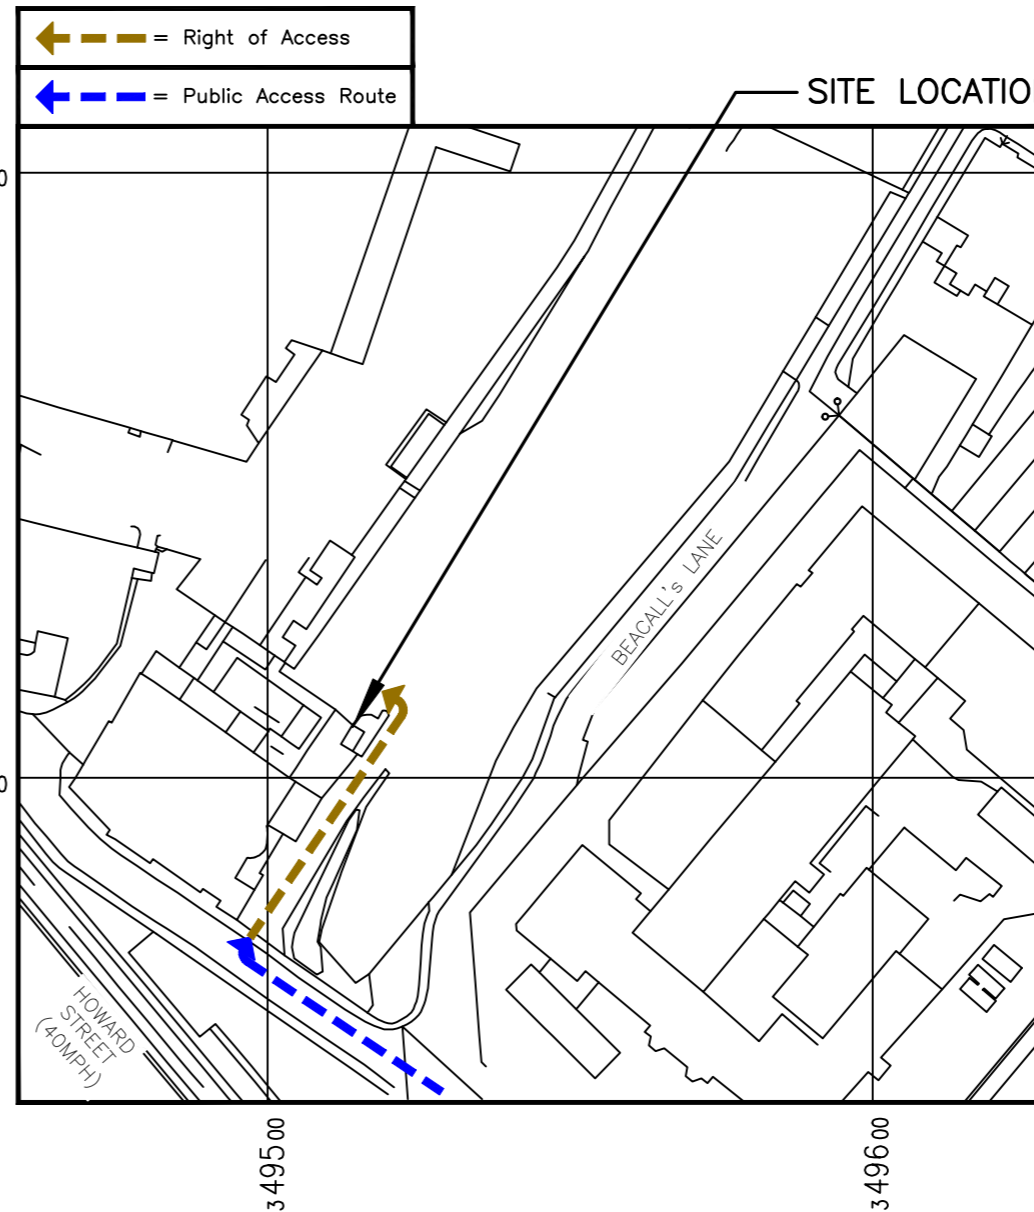 = Right of Access
= Public Access Route
SITE LOCATIO
0
BEACALL's LANE
0
HOWARD
STREET
(40MPH)
349500
349600